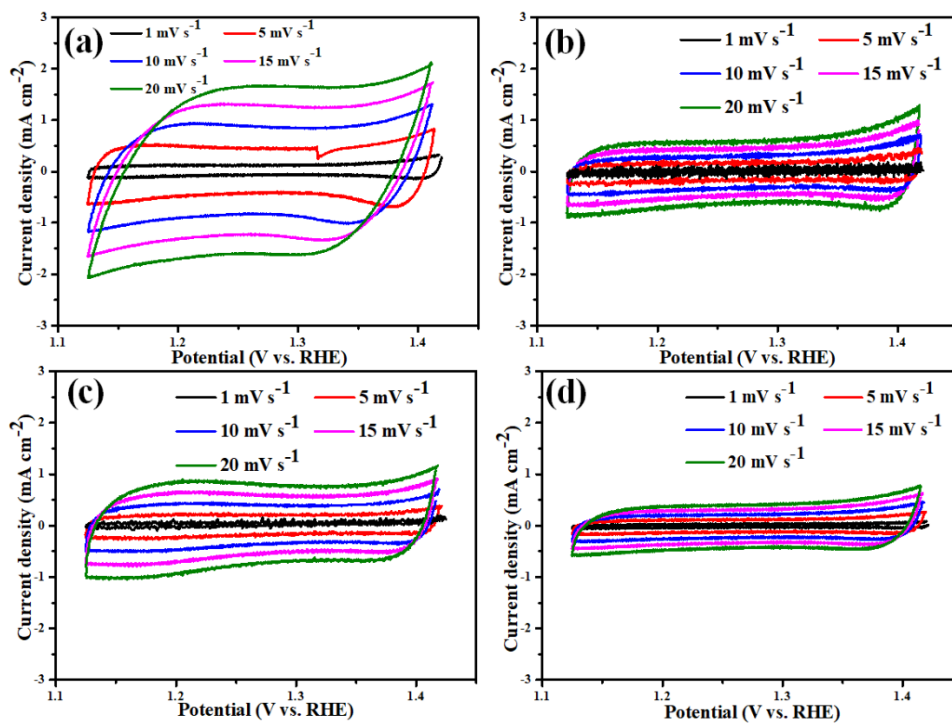 (a)
1 mV s-1 5 mV s-1
10 mV s-1 15 mV s-1
20 mV s-1
3
2
1
0
-1
-2
-3
Current density (mA cm-2)
1.1 1.2 1.3 1.4
Potential (V vs. RHE)
(b)
1 mV s-1 5 mV s-1
10 mV s-1 15 mV s-1
20 mV s-1
3
2
1
0
-1
-2
-3
Current density (mA cm-2)
1.1 1.2 1.3 1.4
Potential (V vs. RHE)
(c)
1 mV s-1 5 mV s-1
10 mV s-1 15 mV s-1
20 mV s-1
3
2
1
0
-1
-2
-3
Current density (mA cm-2)
1.1 1.2 1.3 1.4
Potential (V vs. RHE)
(d)
1 mV s-1 5 mV s-1
10 mV s-1 15 mV s-1
20 mV s-1
3
2
1
0
-1
-2
-3
Current density (mA cm-2)
1.1 1.2 1.3 1.4
Potential (V vs. RHE)